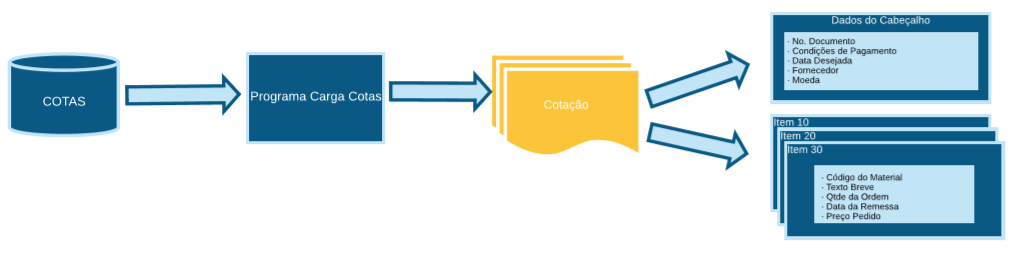 COTAS
Programa Carga Cotas
Cotação
Dados do Cabeçalho
· No. Documento
· Condições de Pagamento
· Data Desejada
· Fornecedor
· Moeda
Item 10
Item 20
Item 30
· Código do Material
· Texto Breve
· Qtde da Ordem
· Data da Remessa
· Preço Pedido